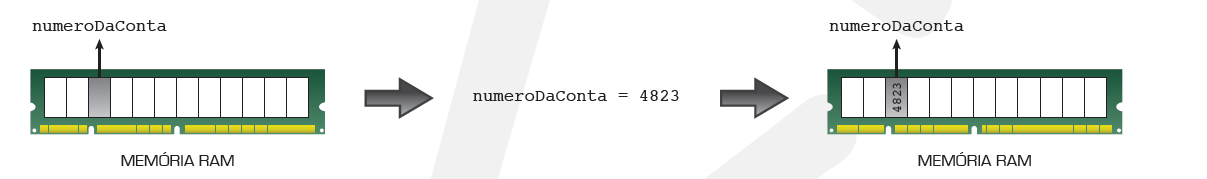 numeroDaConta
numeroDaConta = 4823
numeroDaConta
4823
MEMÓRIA RAM
MEMÓRIA RAM